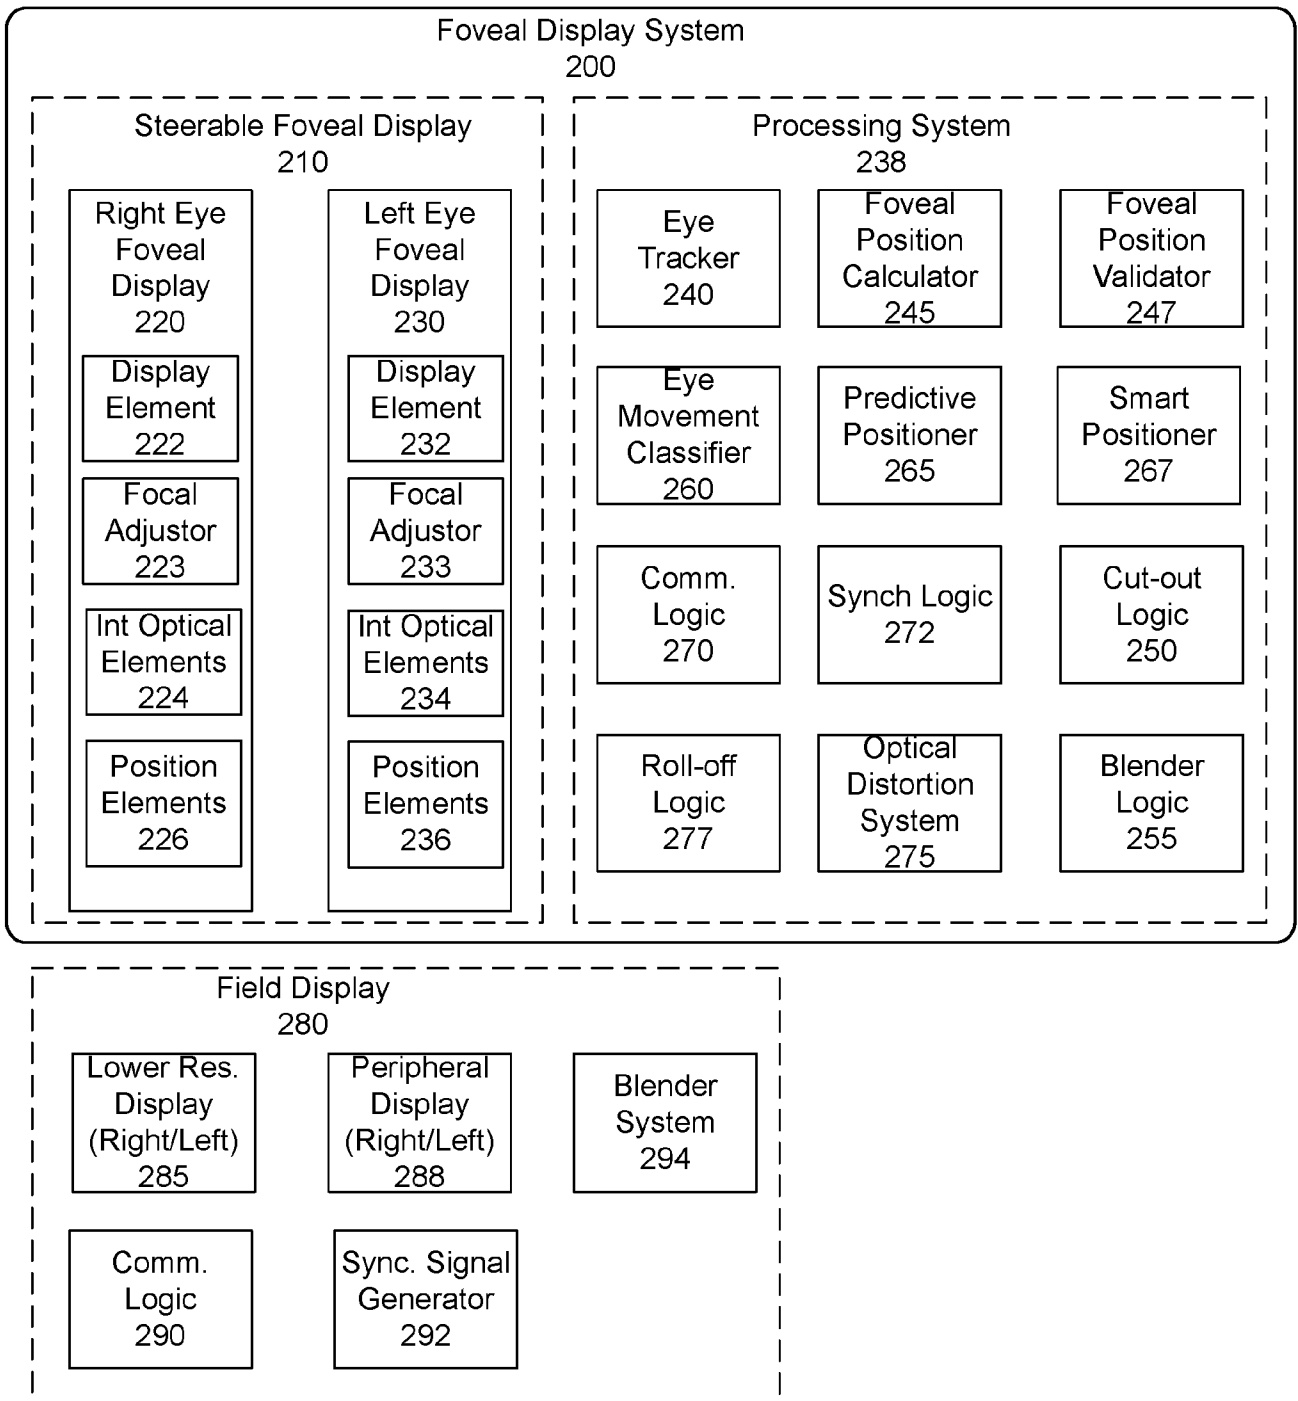 Foveal Display System
200
Steerable Foveal Display
210
Right Eye
Foveal
Display
220
Display
Element
222
Focal
Adjustor
223
Int Optical
Elements
224
Position
Elements
226
Left Eye
Foveal
Display
230
Display
Element
232
Focal
Adjustor
233
Int Optical
Elements
234
Position
Elements
236
Processing System
238
Eye
Tracker
240
Foveal
Position
Calculator
245
Foveal
Position
Validator
247
Eye
Movement
Classifier
260
Predictive
Positioner
265
Smart
Positioner
267
Comm.
Logic
270
Synch Logic
272
Cut-out
Logic
250
Roll-off
Logic
277
Optical
Distortion
System
275
Blender
Logic
255
Field Display
280
Lower Res.
Display
(Right/Left)
285
Peripheral
Display
(Right/Left)
288
Blender
System
294
Comm.
Logic
290
Sync. Signal
Generator
292